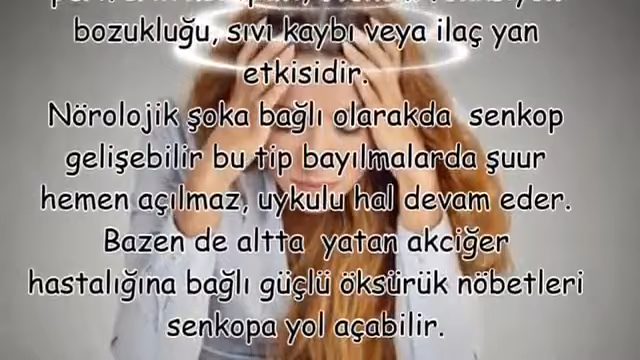 bozukluğu, sıvı kaybı veya ilaç yan
etkisidir.
Nörolojik şoka bağlı olarakda senkop
gelişebilir bu tip bayılmalarda şuur
hemen açılmaz, uykulu hal devam eder.
Bazen de altta yatan akciğer
hastalığına bağlı güçlü öksürük nöbetleri
senkopa yol açabilir.